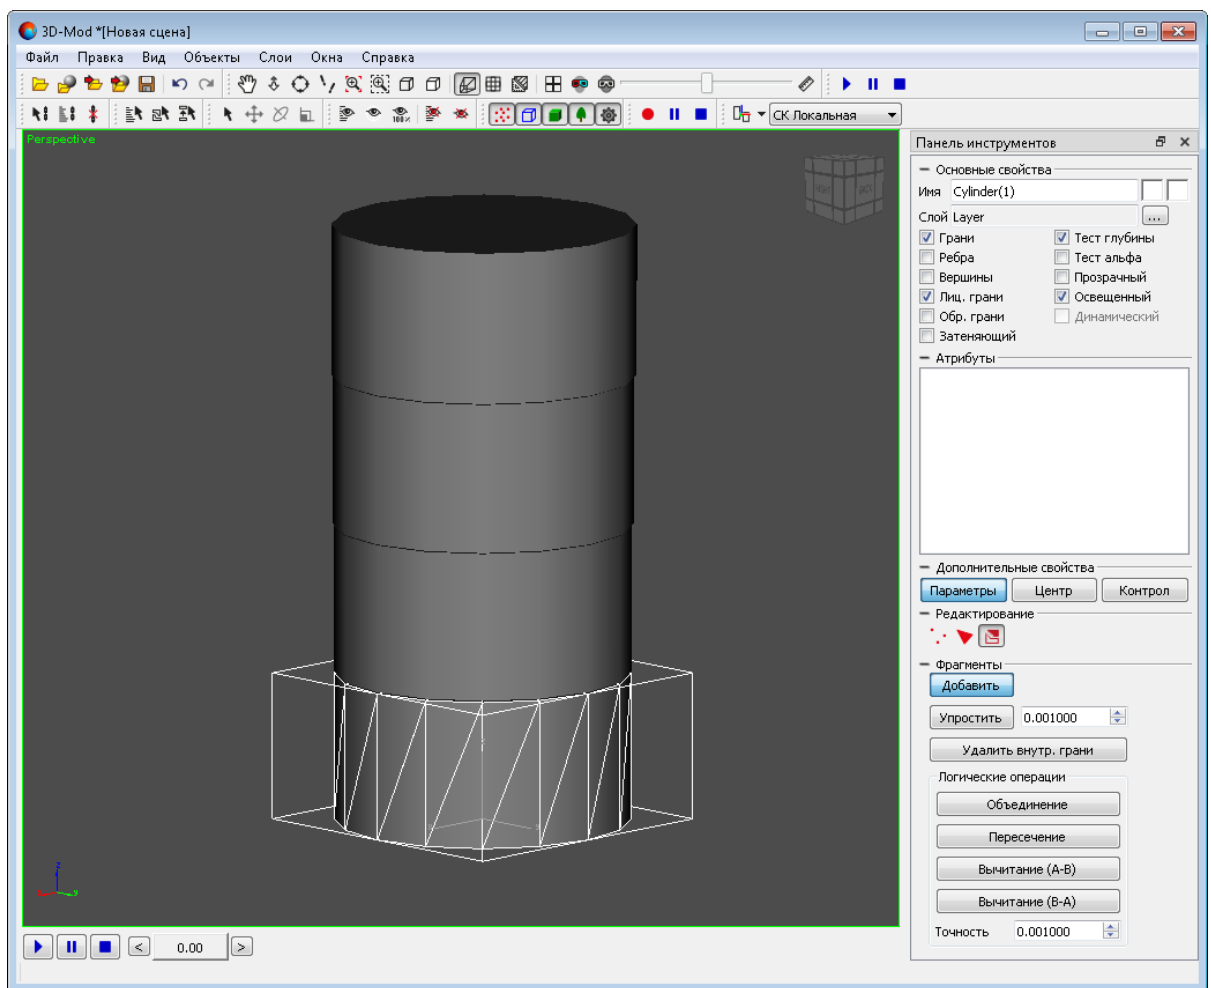 3D-Mod *[Новая сцена]
Файл Правка Вид Объекты Слои Окна Справка
100%
СК Локальная
Perspective
Панель инструментов
Основные свойства
Имя Cylinder(1)
Слой Layer ...
Грани Тест глубины
Ребра Тест альфа
Вершины Прозрачный
Лиц. грани Освещенный
Обр. грани Динамический
Затеняющий
Атрибуты
Дополнительные свойства
Параметры Центр Контрол
Редактирование
Фрагменты
Добавить
Упростить 0.001000
Удалить внутр. грани
Логические операции
Объединение
Пересечение
Вычитание (A-B)
Вычитание (B-A)
Точность 0.001000
z
y
< 0.00 >